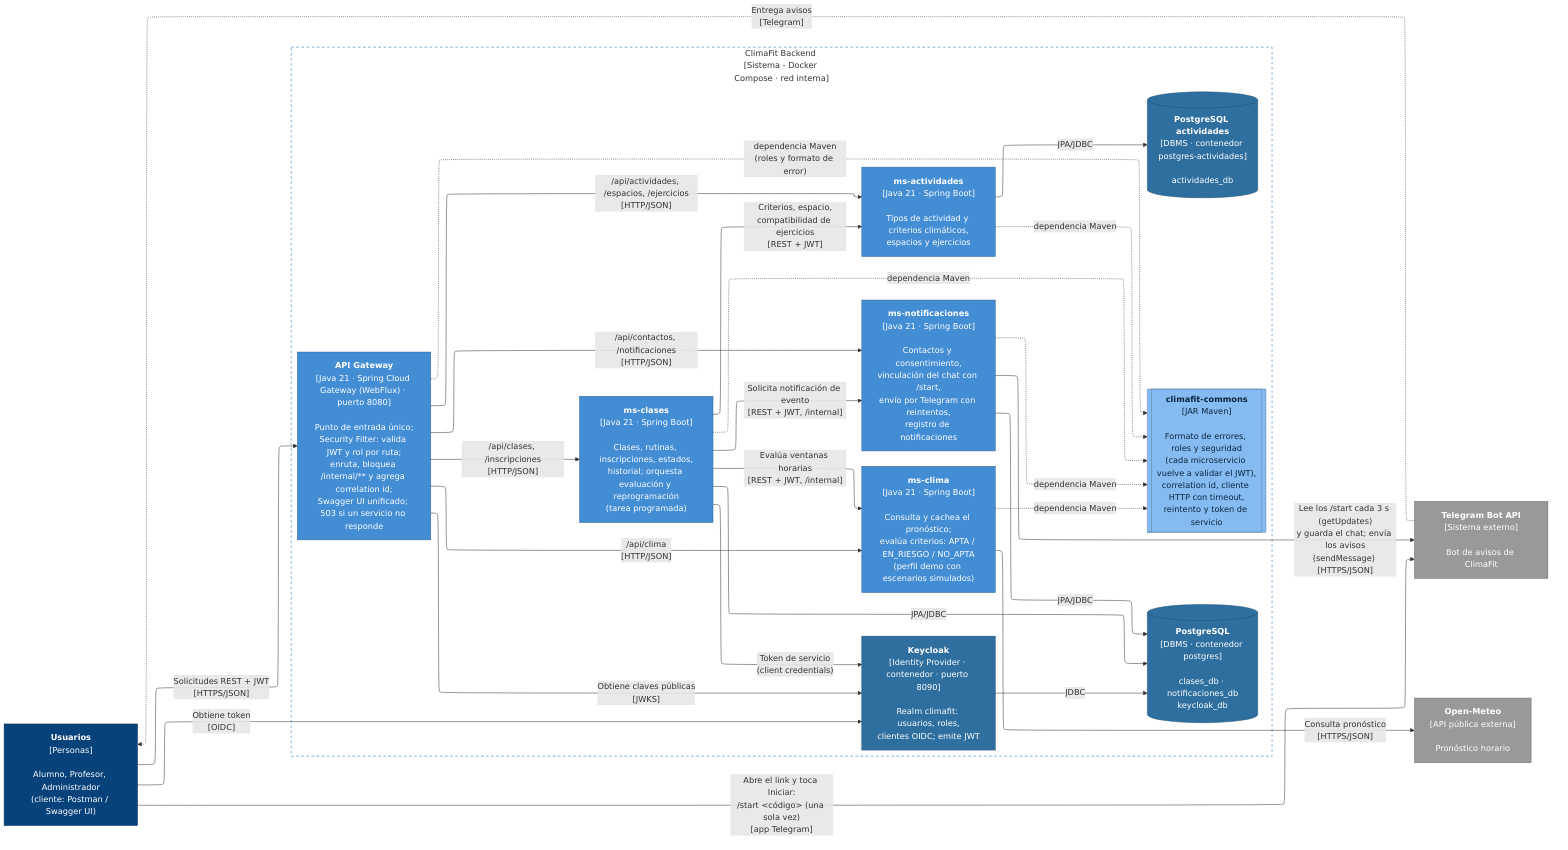 Entrega avisos
[Telegram]
ClimaFit Backend
[Sistema - Docker
Compose · red interna]
PostgreSQL
actividades
[DBMS · contenedor
postgres-actividades]
actividades_db
JPA/JDBC
dependencia Maven
(roles y formato de
error)
/api/actividades,
/espacios, /ejercicios
[HTTP/JSON]
ms-actividades
[Java 21 · Spring Boot]
Tipos de actividad y
criterios climáticos,
espacios y ejercicios
Criterios, espacio,
compatibilidad de
ejercicios
[REST + JWT]
dependencia Maven
dependencia Maven
ms-notificaciones
[Java 21 · Spring Boot]
Contactos y
consentimiento,
vinculación del chat con
/start,
envío por Telegram con
reintentos,
registro de
notificaciones
/api/contactos,
/notificaciones
[HTTP/JSON]
API Gateway
[Java 21 · Spring Cloud
Gateway (WebFlux) ·
puerto 8080]
Punto de entrada único;
Security Filter: valida
JWT y rol por ruta;
enruta, bloquea
/internal/** y agrega
correlation id;
Swagger UI unificado;
503 si un servicio no
responde
Solicita notificación de
evento
[REST + JWT, /internal]
ms-clases
[Java 21 · Spring Boot]
Clases, rutinas,
inscripciones, estados,
historial; orquesta
evaluación y
reprogramación
(tarea programada)
climafit-commons
[JAR Maven]
Formato de errores,
roles y seguridad
(cada microservicio
vuelve a validar el JWT),
correlation id, cliente
HTTP con timeout,
reintento y token de
servicio
/api/clases,
/inscripciones
[HTTP/JSON]
Evalúa ventanas
horarias
[REST + JWT, /internal]
ms-clima
[Java 21 · Spring Boot]
Consulta y cachea el
pronóstico;
evalúa criterios: APTA /
EN_RIESGO / NO_APTA
(perfil demo con
escenarios simulados)
dependencia Maven
dependencia Maven
Lee los /start cada 3 s
(getUpdates)
y guarda el chat; envía
los avisos
(sendMessage)
[HTTPS/JSON]
Telegram Bot API
[Sistema externo]
Bot de avisos de
ClimaFit
/api/clima
[HTTP/JSON]
JPA/JDBC
JPA/JDBC
PostgreSQL
[DBMS · contenedor
postgres]
clases_db ·
notificaciones_db
keycloak_db
Token de servicio
(client credentials)
Keycloak
[Identity Provider ·
contenedor · puerto
8090]
Realm climafit:
usuarios, roles,
clientes OIDC; emite JWT
JDBC
Solicitudes REST + JWT
[HTTPS/JSON]
Obtiene claves públicas
[JWKS]
Obtiene token
[OIDC]
Consulta pronóstico
[HTTPS/JSON]
Open-Meteo
[API pública externa]
Pronóstico horario
Usuarios
[Personas]
Alumno, Profesor,
Administrador
(cliente: Postman /
Swagger UI)
Abre el link y toca
Iniciar:
/start <código> (una
sola vez)
[app Telegram]